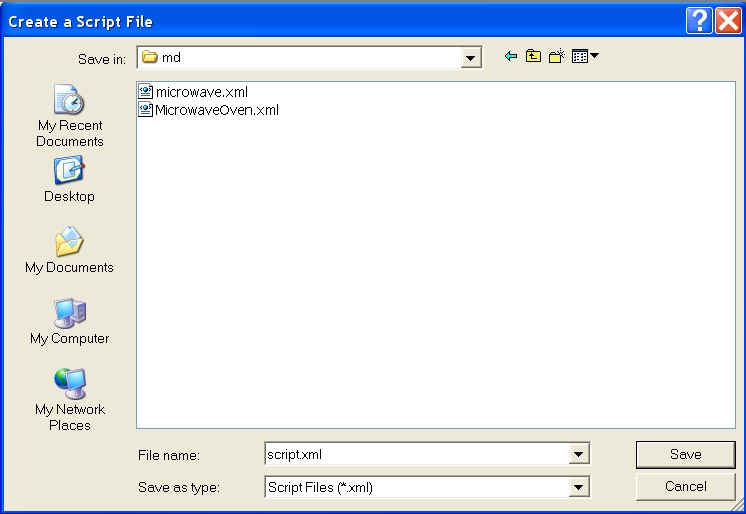 Create a Script File
Save in:
md
microwave.xml
MicrowaveOven.xml
My Recent
Documents
Desktop
My Documents
My Computer
My Network
Places
File name:
script.xml
Save
Save as type:
Script Files (*.xml)
Cancel